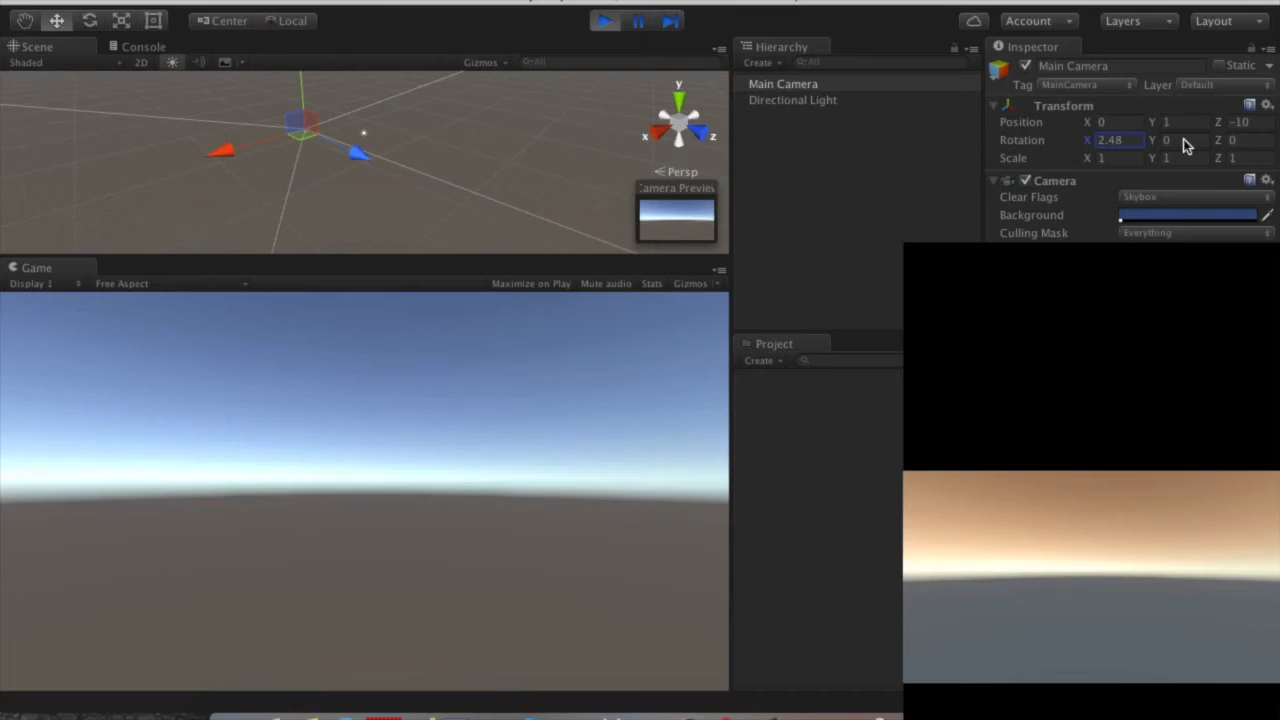 Center Local Account Layers Layout
Scene Console
Shaded 2D Gizmos All
y
x z
Persp
Camera Preview
Game
Display 1 Free Aspect Maximize on Play Mute audio Stats Gizmos
Hierarchy
Create All
Main Camera
Directional Light
Project
Create
Inspector
Main Camera Static
Tag MainCamera Layer Default
Transform
Position X 0 Y 1 Z -10
Rotation X 2.48 Y 0 Z 0
Scale X 1 Y 1 Z 1
Camera
Clear Flags Skybox
Background
Culling Mask Everything